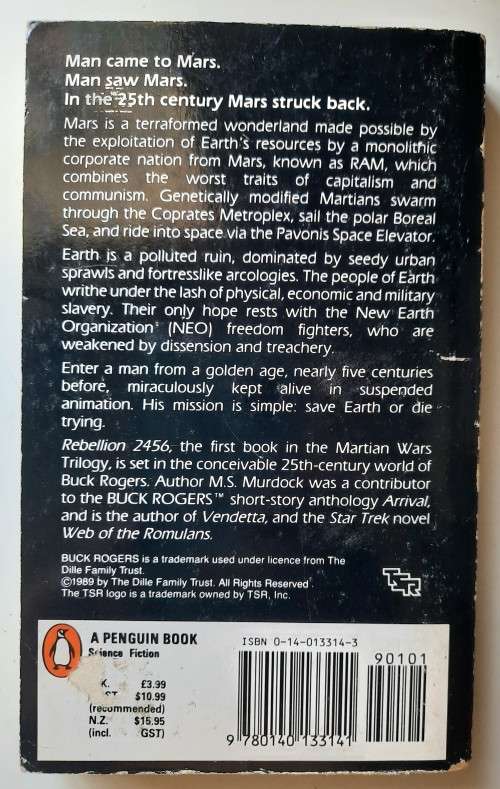 Man came to Mars.
Man saw Mars.
In the 25th century Mars struck back.
Mars is a terraformed wonderland made possible by
the exploitation of Earth's resources by a monolithic
corporate nation from Mars, known as RAM, which
combines the worst traits of capitalism and
communism. Genetically modified Martians swarm
through the Coprates Metroplex, sail the polar Boreal
Sea, and ride into space via the Pavonis Space Elevator.
Earth is a polluted ruin, dominated by seedy urban
sprawls and fortresslike arcologies. The people of Earth
writhe under the lash of physical, economic and military
slavery. Their only hope rests with the New Earth
Organization (NEO) freedom fighters, who are
weakened by dissension and treachery.
Enter a man from a golden age, nearly five centuries
before, miraculously kept alive in suspended
animation. His mission is simple: save Earth or die
trying.
Rebellion 2456, the first book in the Martian Wars
Trilogy, is set in the conceivable 25th-century world of
Buck Rogers. Author M.S. Murdock was a contributor
to the BUCK ROGERS™ short-story anthology Arrival,
and is the author of Vendetta, and the Star Trek novel
Web of the Romulans.
BUCK ROGERS is a trademark used under licence from The
Dille Family Trust.
©1989 by The Dille Family Trust. All Rights Reserved.
The TSR logo is a trademark owned by TSR, Inc.
TSR
A PENGUIN BOOK
Science Fiction
K. £3.99
ST $10.99
(recommended)
N.Z. $15.95
(incl. GST)
ISBN 0-14-013314-3
90101
9 780140 133141